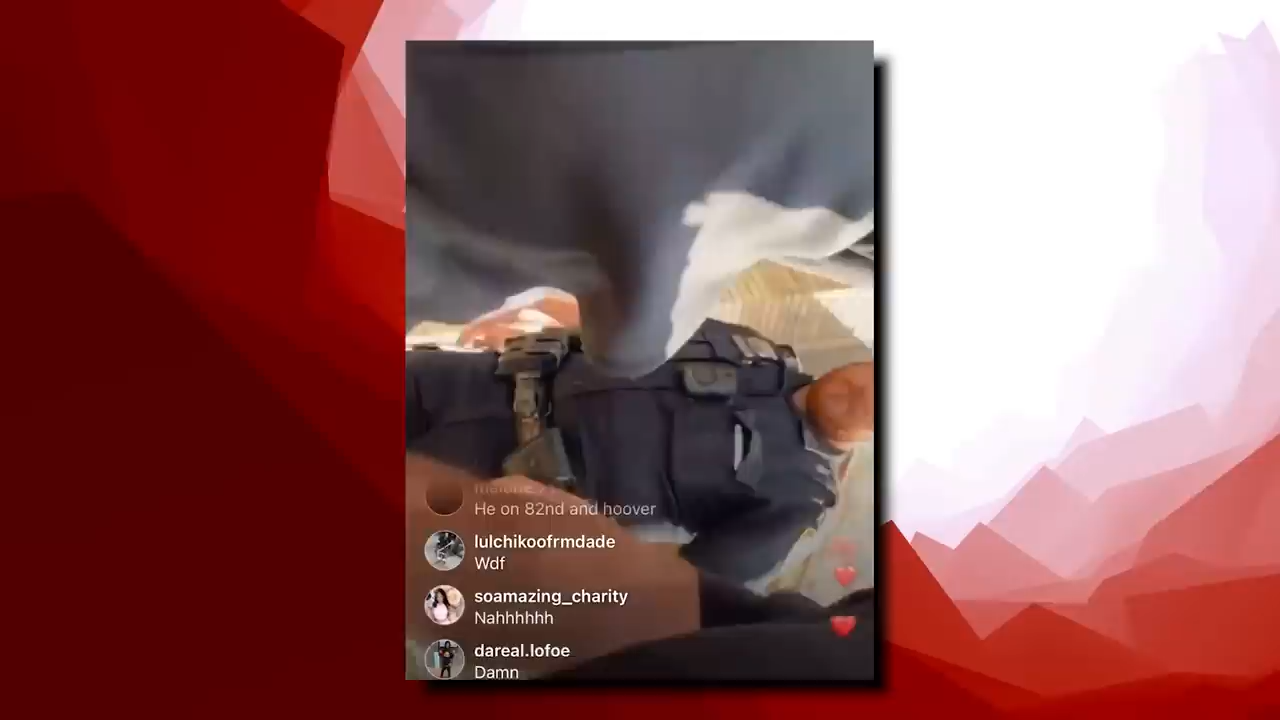 He on 82nd and hoover
lulchikoofrmdade
Wdf
soamazing_charity
Nahhhhhh
dareal.lofoe
Damn